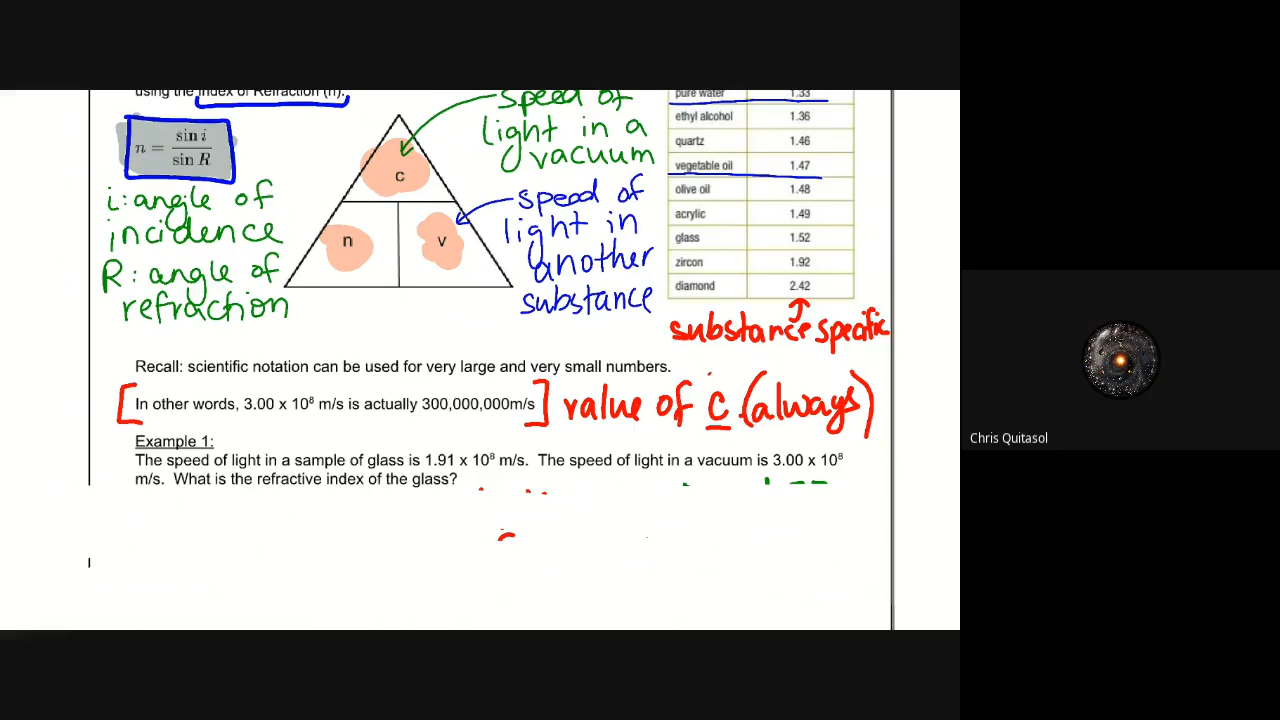 using the Index of Refraction (n).
n = sin i / sin R
i: angle of
incidence
R: angle of
refraction
c
n
v
speed of
light in a
vacuum
speed of
light in
another
substance
pure water 1.33
ethyl alcohol 1.36
quartz 1.46
vegetable oil 1.47
olive oil 1.48
acrylic 1.49
glass 1.52
zircon 1.92
diamond 2.42
substance specific
Recall: scientific notation can be used for very large and very small numbers.
[In other words, 3.00 x 10⁸ m/s is actually 300,000,000m/s] value of c (always)
Example 1:
The speed of light in a sample of glass is 1.91 x 10⁸ m/s. The speed of light in a vacuum is 3.00 x 10⁸
m/s. What is the refractive index of the glass?
Chris Quitasol